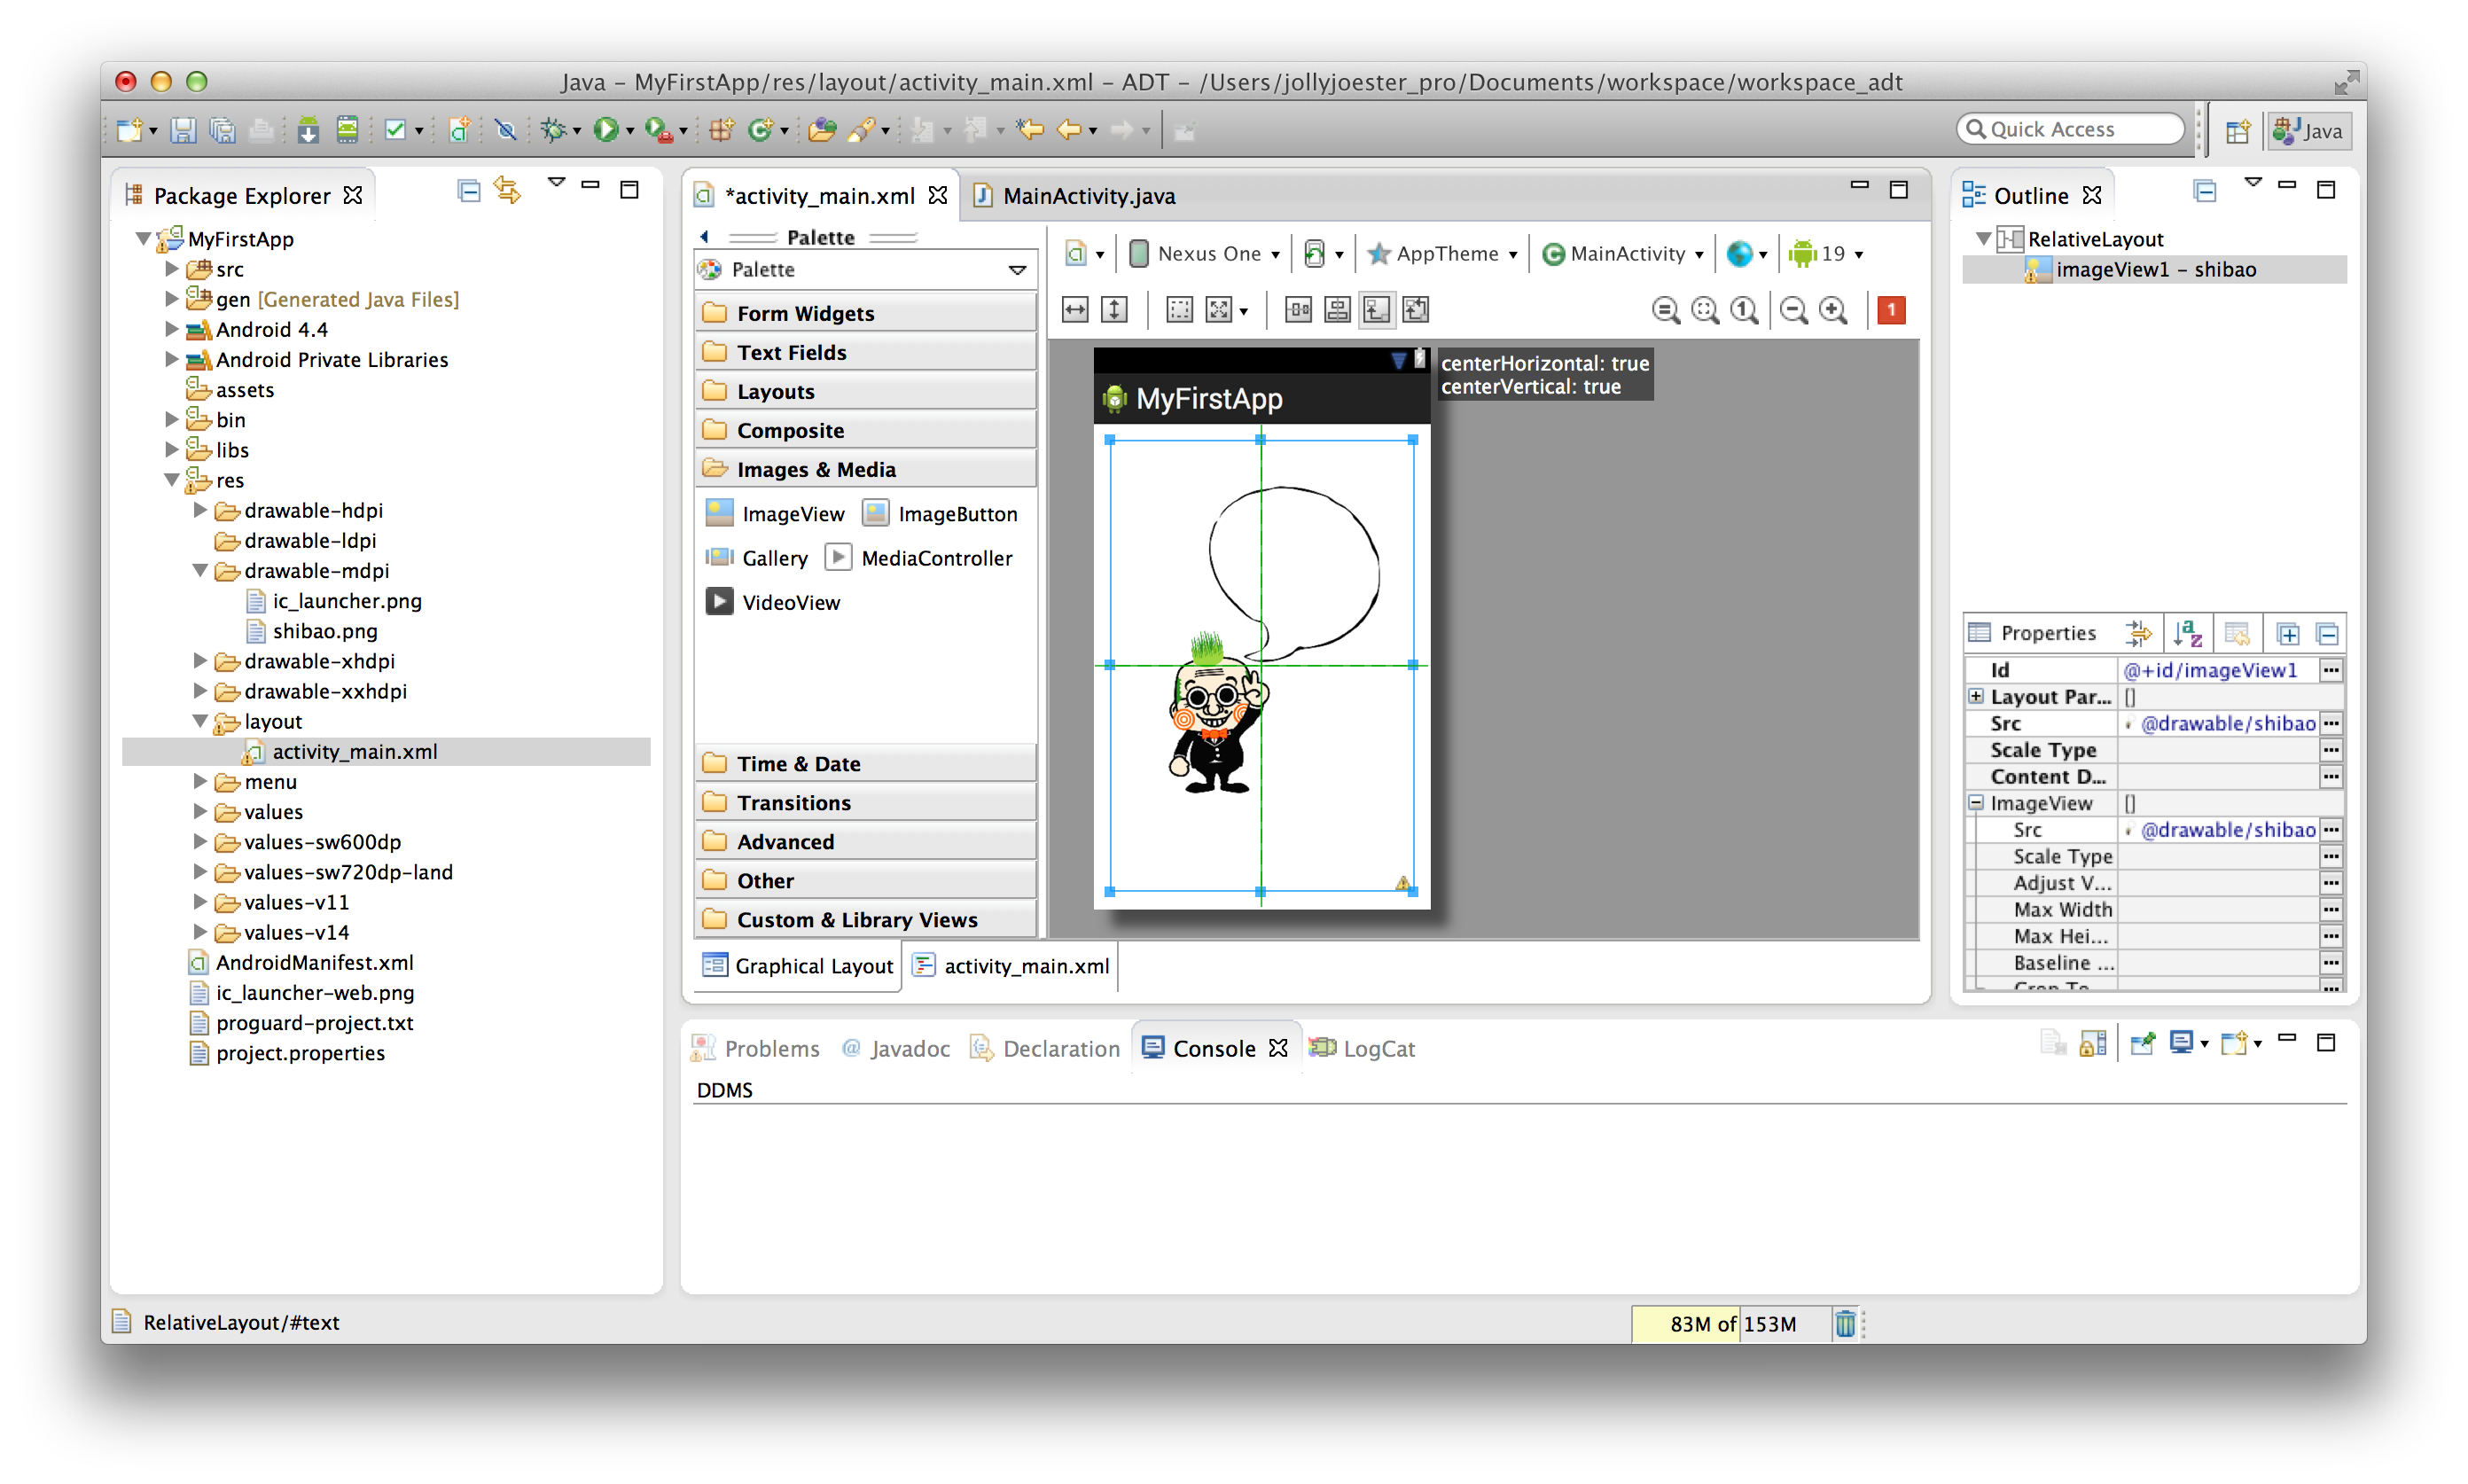 Java – MyFirstApp/res/layout/activity_main.xml – ADT – /Users/jollyjoester_pro/Documents/workspace/workspace_adt
Quick Access
Java
Package Explorer
MyFirstApp
src
gen [Generated Java Files]
Android 4.4
Android Private Libraries
assets
bin
libs
res
drawable-hdpi
drawable-ldpi
drawable-mdpi
ic_launcher.png
shibao.png
drawable-xhdpi
drawable-xxhdpi
layout
activity_main.xml
menu
values
values-sw600dp
values-sw720dp-land
values-v11
values-v14
AndroidManifest.xml
ic_launcher-web.png
proguard-project.txt
project.properties
*activity_main.xml
MainActivity.java
Palette
Palette
Form Widgets
Text Fields
Layouts
Composite
Images & Media
ImageView ImageButton
Gallery MediaController
VideoView
Time & Date
Transitions
Advanced
Other
Custom & Library Views
Nexus One AppTheme MainActivity 19
1
centerHorizontal: true
centerVertical: true
MyFirstApp
Graphical Layout activity_main.xml
Outline
RelativeLayout
imageView1 – shibao
Properties
Id @+id/imageView1
Layout Par... []
Src @drawable/shibao
Scale Type
Content D...
ImageView []
Src @drawable/shibao
Scale Type
Adjust V...
Max Width
Max Hei...
Baseline ...
Crop To
Problems @ Javadoc Declaration Console LogCat
DDMS
RelativeLayout/#text
83M of 153M